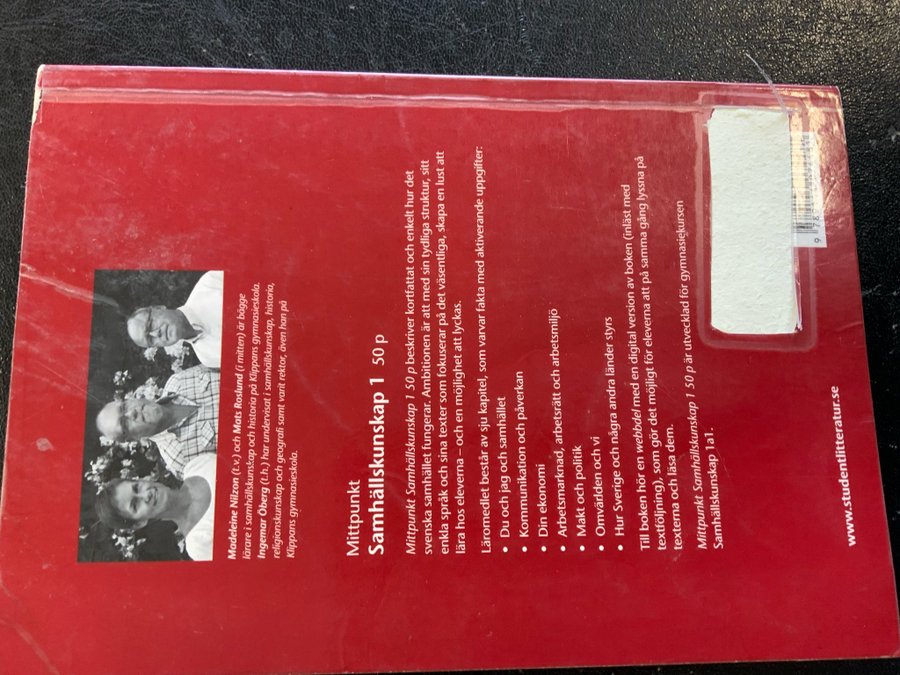 Madeleine Nilzon (t.v.) och Mats Roslund (i mitten) är bägge
lärare i samhällskunskap och historia på Klippans gymnasieskola.
Ingemar Öberg (t.h.) har undervisat i samhällskunskap, historia,
religionskunskap och geografi samt varit rektor, även han på
Klippans gymnasieskola.
Mittpunkt
Samhällskunskap 1 50 p
Mittpunkt Samhällskunskap 1 50 p beskriver kortfattat och enkelt hur det
svenska samhället fungerar. Ambitionen är att med sin tydliga struktur, sitt
enkla språk och sina texter som fokuserar på det väsentliga, skapa en lust att
lära hos eleverna – och en möjlighet att lyckas.
Läromedlet består av sju kapitel, som varvar fakta med aktiverande uppgifter:
• Du och jag och samhället
• Kommunikation och påverkan
• Din ekonomi
• Arbetsmarknad, arbetsrätt och arbetsmiljö
• Makt och politik
• Omvärlden och vi
• Hur Sverige och några andra länder styrs
Till boken hör en webbdel med en digital version av boken (inläst med
textföljning), som gör det möjligt för eleverna att på samma gång lyssna på
texterna och läsa dem.
Mittpunkt Samhällskunskap 1 50 p är utvecklad för gymnasiekursen
Samhällskunskap 1a1.
www.studentlitteratur.se
9 78